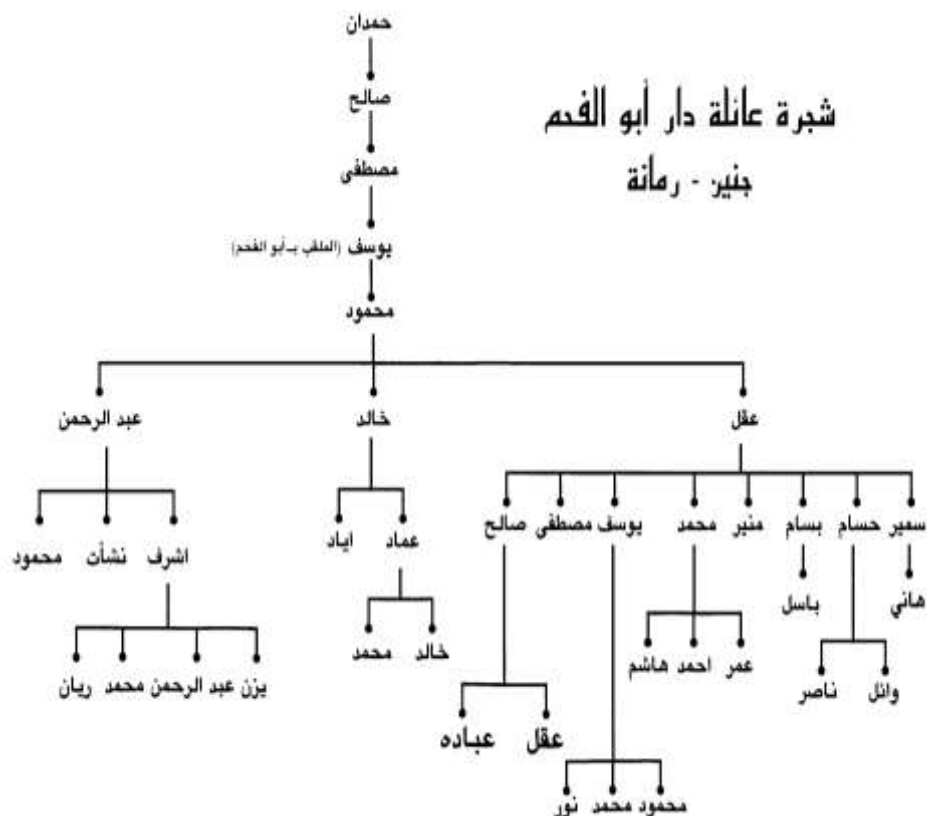 شجرة عائلة دار أبو الفحم
جنين - رمانة
حمدان
صالح
مصطفى
يوسف (الملقب بـ أبو الفحم)
محمود
عقل خالد عبد الرحمن
سمير حسام بسام منير محمد يوسف مصطفى صالح
عماد اياد
اشرف نشأت محمود
هاني باسل
وائل ناصر
عمر احمد هاشم
خالد محمد
يزن عبد الرحمن محمد ريان
عقل عباده
محمود محمد نور